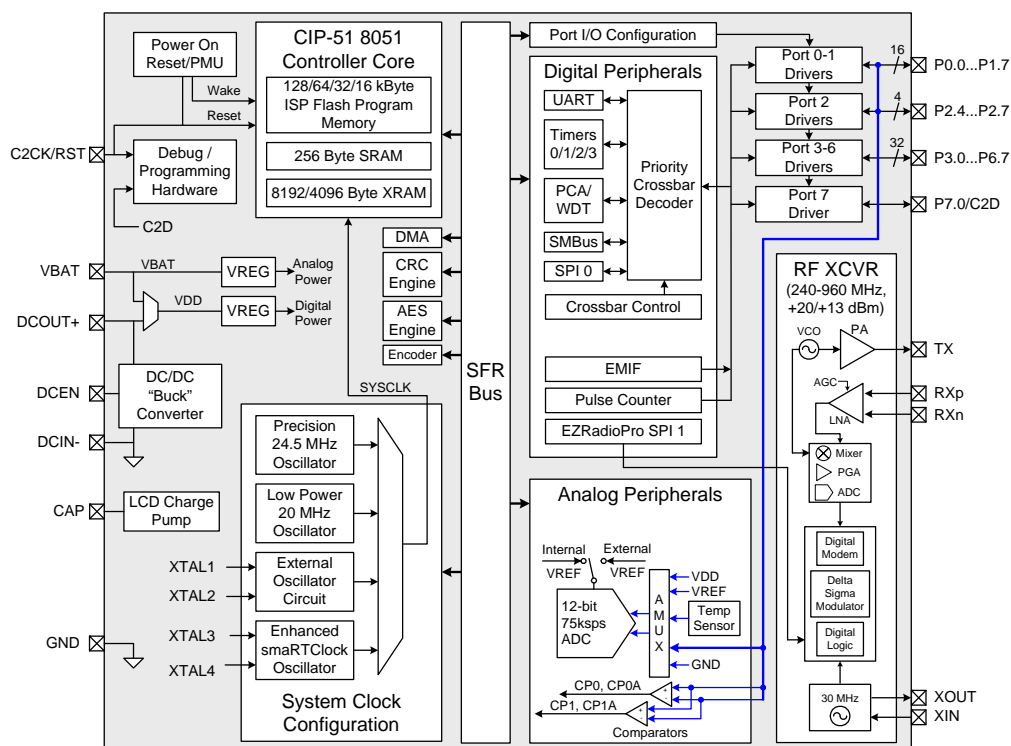 Power On
Reset/PMU
Wake
Reset
C2CK/RST
Debug /
Programming
Hardware
C2D
CIP-51 8051
Controller Core
128/64/32/16 kByte
ISP Flash Program
Memory
256 Byte SRAM
8192/4096 Byte XRAM
VBAT
VBAT
VREG
Analog
Power
VDD
VREG
Digital
Power
DCOUT+
DCEN
DC/DC
"Buck"
Converter
DCIN-
CAP
LCD Charge
Pump
GND
DMA
CRC
Engine
AES
Engine
Encoder
SYSCLK
Precision
24.5 MHz
Oscillator
Low Power
20 MHz
Oscillator
XTAL1
XTAL2
External
Oscillator
Circuit
XTAL3
XTAL4
Enhanced
smaRTClock
Oscillator
System Clock
Configuration
SFR
Bus
Port I/O Configuration
Digital Peripherals
UART
Timers
0/1/2/3
PCA/
WDT
SMBus
SPI 0
Priority
Crossbar
Decoder
Crossbar Control
EMIF
Pulse Counter
EZRadioPro SPI 1
Port 0-1
Drivers
16
P0.0...P1.7
Port 2
Drivers
4
P2.4...P2.7
Port 3-6
Drivers
32
P3.0...P6.7
Port 7
Driver
P7.0/C2D
Analog Peripherals
Internal
VREF
External
VREF
12-bit
75ksps
ADC
A
M
U
X
VDD
VREF
Temp
Sensor
GND
CP0, CP0A
+
-
CP1, CP1A
+
-
Comparators
RF XCVR
(240-960 MHz,
+20/+13 dBm)
VCO
PA
TX
AGC
LNA
RXp
RXn
Mixer
PGA
ADC
Digital
Modem
Delta
Sigma
Modulator
Digital
Logic
30 MHz
XOUT
XIN